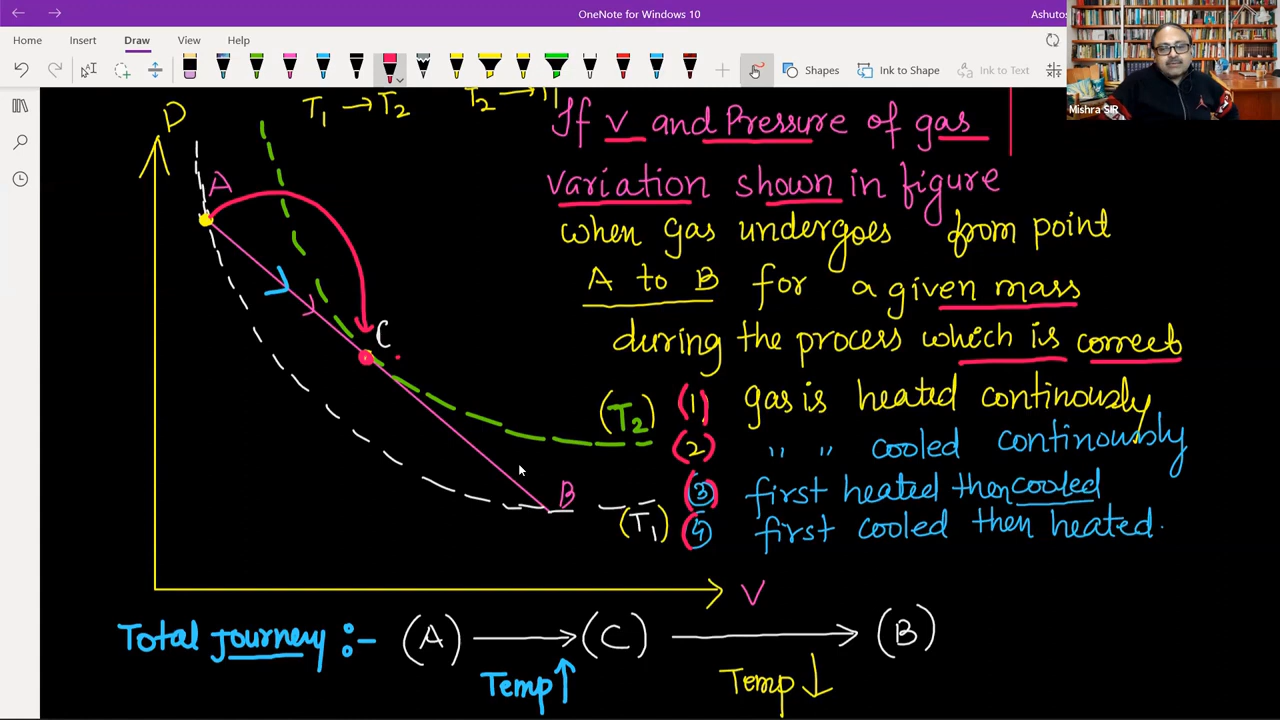 OneNote for Windows 10
Ashutos
Home Insert Draw View Help
Shapes
Ink to Shape
Ink to Text
Mishra SIR
T1 → T2
T2 →
If V and Pressure of gas
variation shown in figure
when gas undergoes from point
A to B for a given mass
during the process which is correct
(1) gas is heated continously
(2) " " cooled continously
(3) first heated then cooled
(4) first cooled then heated.
P
A
C
(T2)
B
(T1)
V
Total Journey :- (A) → (C) → (B)
Temp ↑ Temp ↓